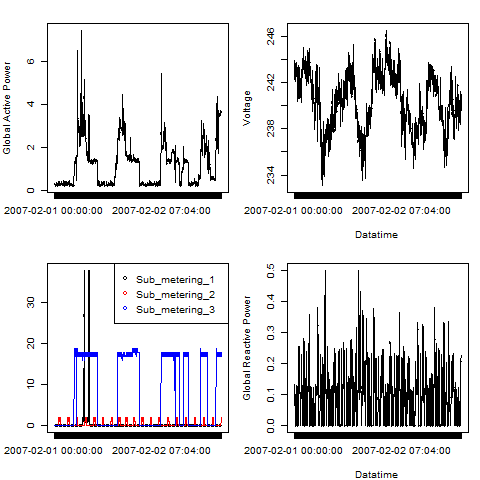 Global Active Power
6
4
2
0
2007-02-01 00:00:00 2007-02-02 07:04:00
Voltage
246
242
238
234
2007-02-01 00:00:00 2007-02-02 07:04:00
Datatime
30
20
10
0
Sub_metering_1
Sub_metering_2
Sub_metering_3
2007-02-01 00:00:00 2007-02-02 07:04:00
Global Reactive Power
0.5
0.4
0.3
0.2
0.1
0.0
2007-02-01 00:00:00 2007-02-02 07:04:00
Datatime